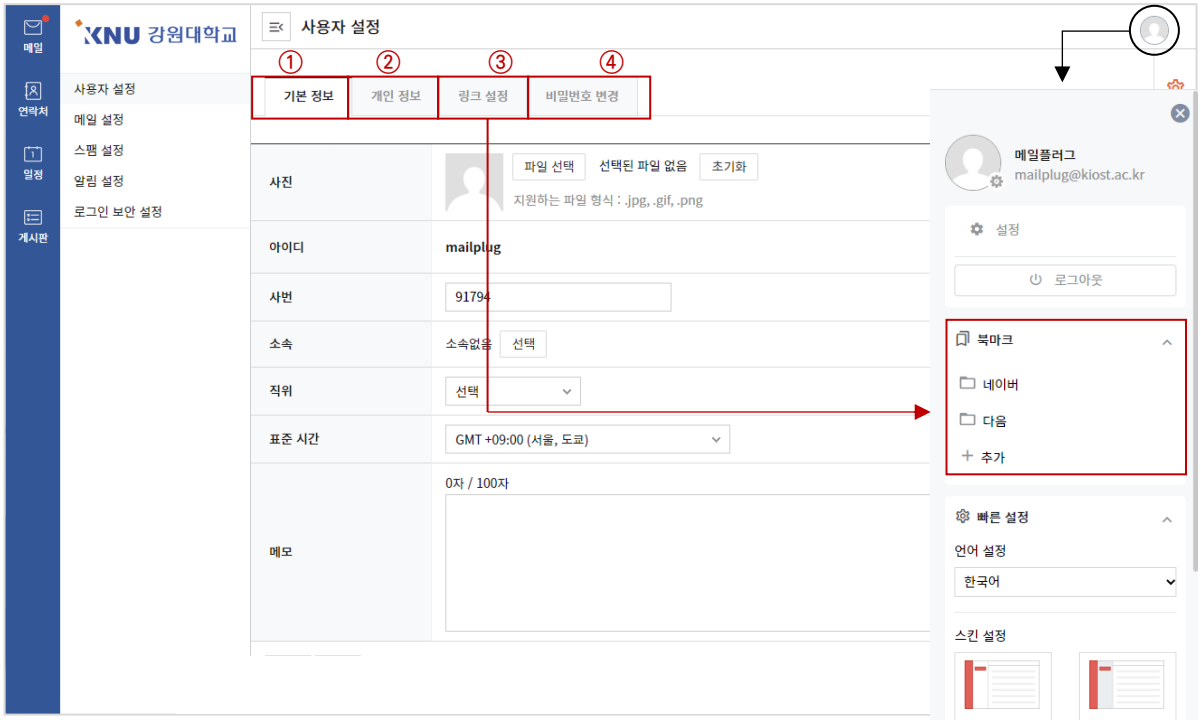 메일
연락처
일정
게시판
KNU 강원대학교
사용자 설정
메일 설정
스팸 설정
알림 설정
로그인 보안 설정
사용자 설정
① ② ③ ④
기본 정보 개인 정보 링크 설정 비밀번호 변경
사진 파일 선택 선택된 파일 없음 초기화
지원하는 파일 형식 : .jpg, .gif, .png
아이디 mailplug
사번 91794
소속 소속없음 선택
직위 선택
표준 시간 GMT +09:00 (서울, 도쿄)
0자 / 100자
메모
메일플러그
mailplug@kiost.ac.kr
설정
로그아웃
북마크
네이버
다음
추가
빠른 설정
언어 설정
한국어
스킨 설정